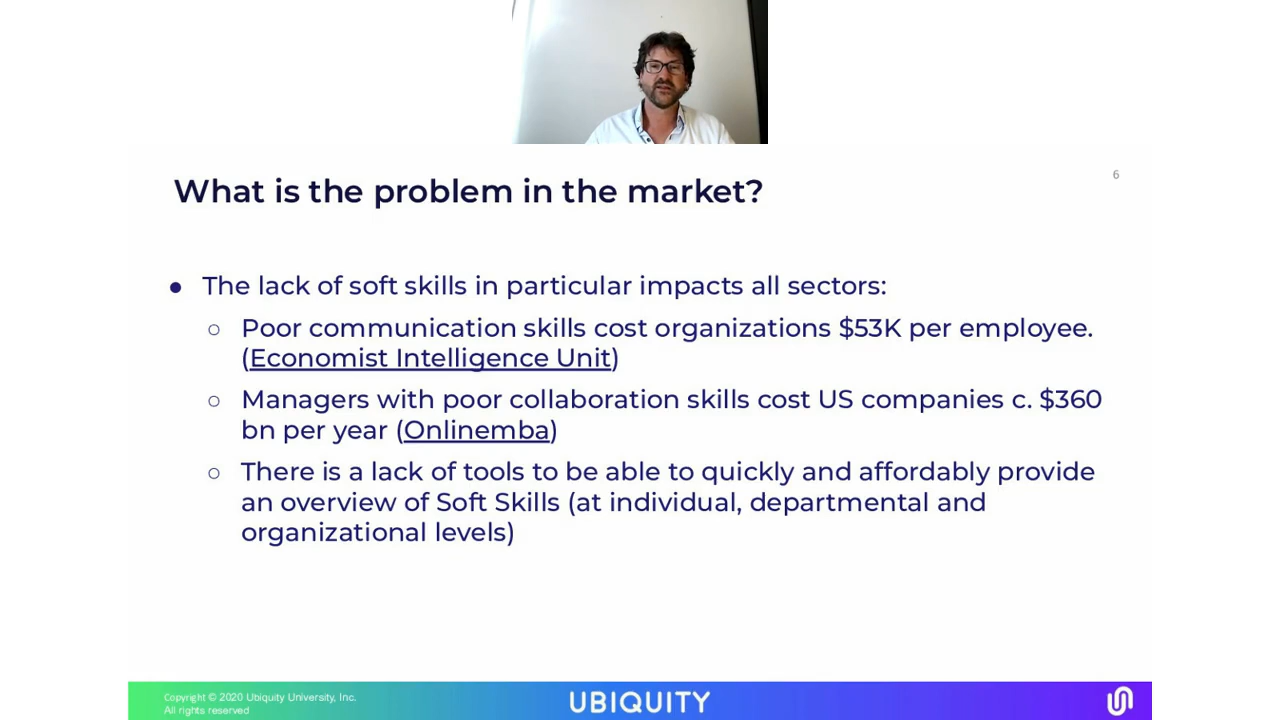 6
What is the problem in the market?
● The lack of soft skills in particular impacts all sectors:
○ Poor communication skills cost organizations $53K per employee.
(Economist Intelligence Unit)
○ Managers with poor collaboration skills cost US companies c. $360
bn per year (Onlinemba)
○ There is a lack of tools to be able to quickly and affordably provide
an overview of Soft Skills (at individual, departmental and
organizational levels)
Copyright © 2020 Ubiquity University, Inc.
All rights reserved
UBIQUITY